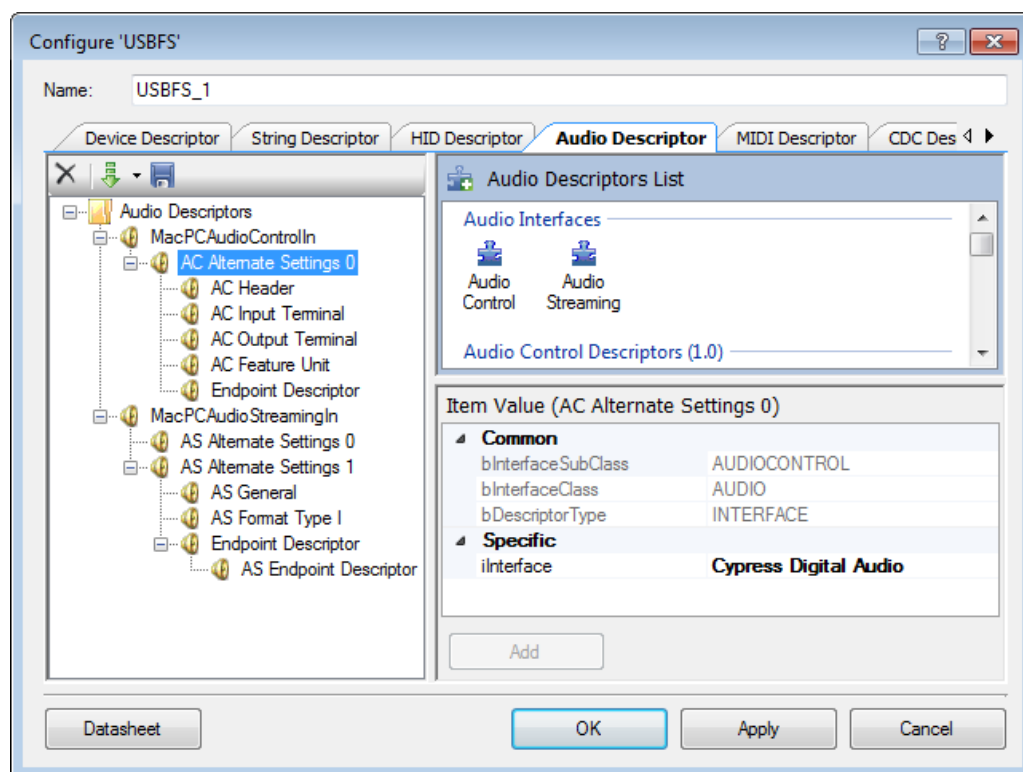 Configure 'USBFS'
Name: USBFS_1
Device Descriptor String Descriptor HID Descriptor Audio Descriptor MIDI Descriptor CDC Des
Audio Descriptors
MacPCAudioControlIn
AC Alternate Settings 0
AC Header
AC Input Terminal
AC Output Terminal
AC Feature Unit
Endpoint Descriptor
MacPCAudioStreamingIn
AS Alternate Settings 0
AS Alternate Settings 1
AS General
AS Format Type I
Endpoint Descriptor
AS Endpoint Descriptor
Audio Descriptors List
Audio Interfaces
Audio Control
Audio Streaming
Audio Control Descriptors (1.0)
Item Value (AC Alternate Settings 0)
Common
bInterfaceSubClass AUDIOCONTROL
bInterfaceClass AUDIO
bDescriptorType INTERFACE
Specific
iInterface Cypress Digital Audio
Add
Datasheet OK Apply Cancel